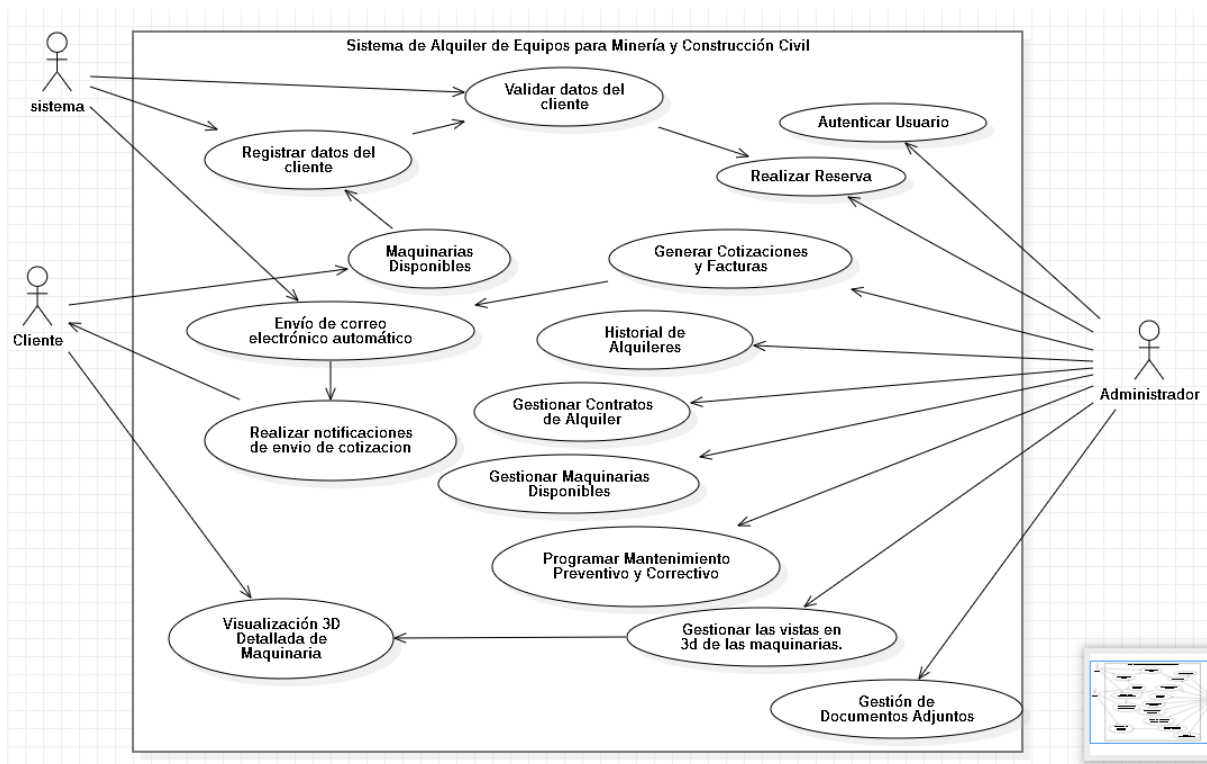 Sistema de Alquiler de Equipos para Minería y Construcción Civil
sistema
Validar datos del
cliente
Autenticar Usuario
Registrar datos del
cliente
Realizar Reserva
Maquinarias
Disponibles
Generar Cotizaciones
y Facturas
Cliente
Envío de correo
electrónico automático
Historial de
Alquileres
Administrador
Gestionar Contratos
de Alquiler
Realizar notificaciones
de envio de cotizacion
Gestionar Maquinarias
Disponibles
Programar Mantenimiento
Preventivo y Correctivo
Visualización 3D
Detallada de
Maquinaria
Gestionar las vistas en
3d de las maquinarias.
Gestión de
Documentos Adjuntos